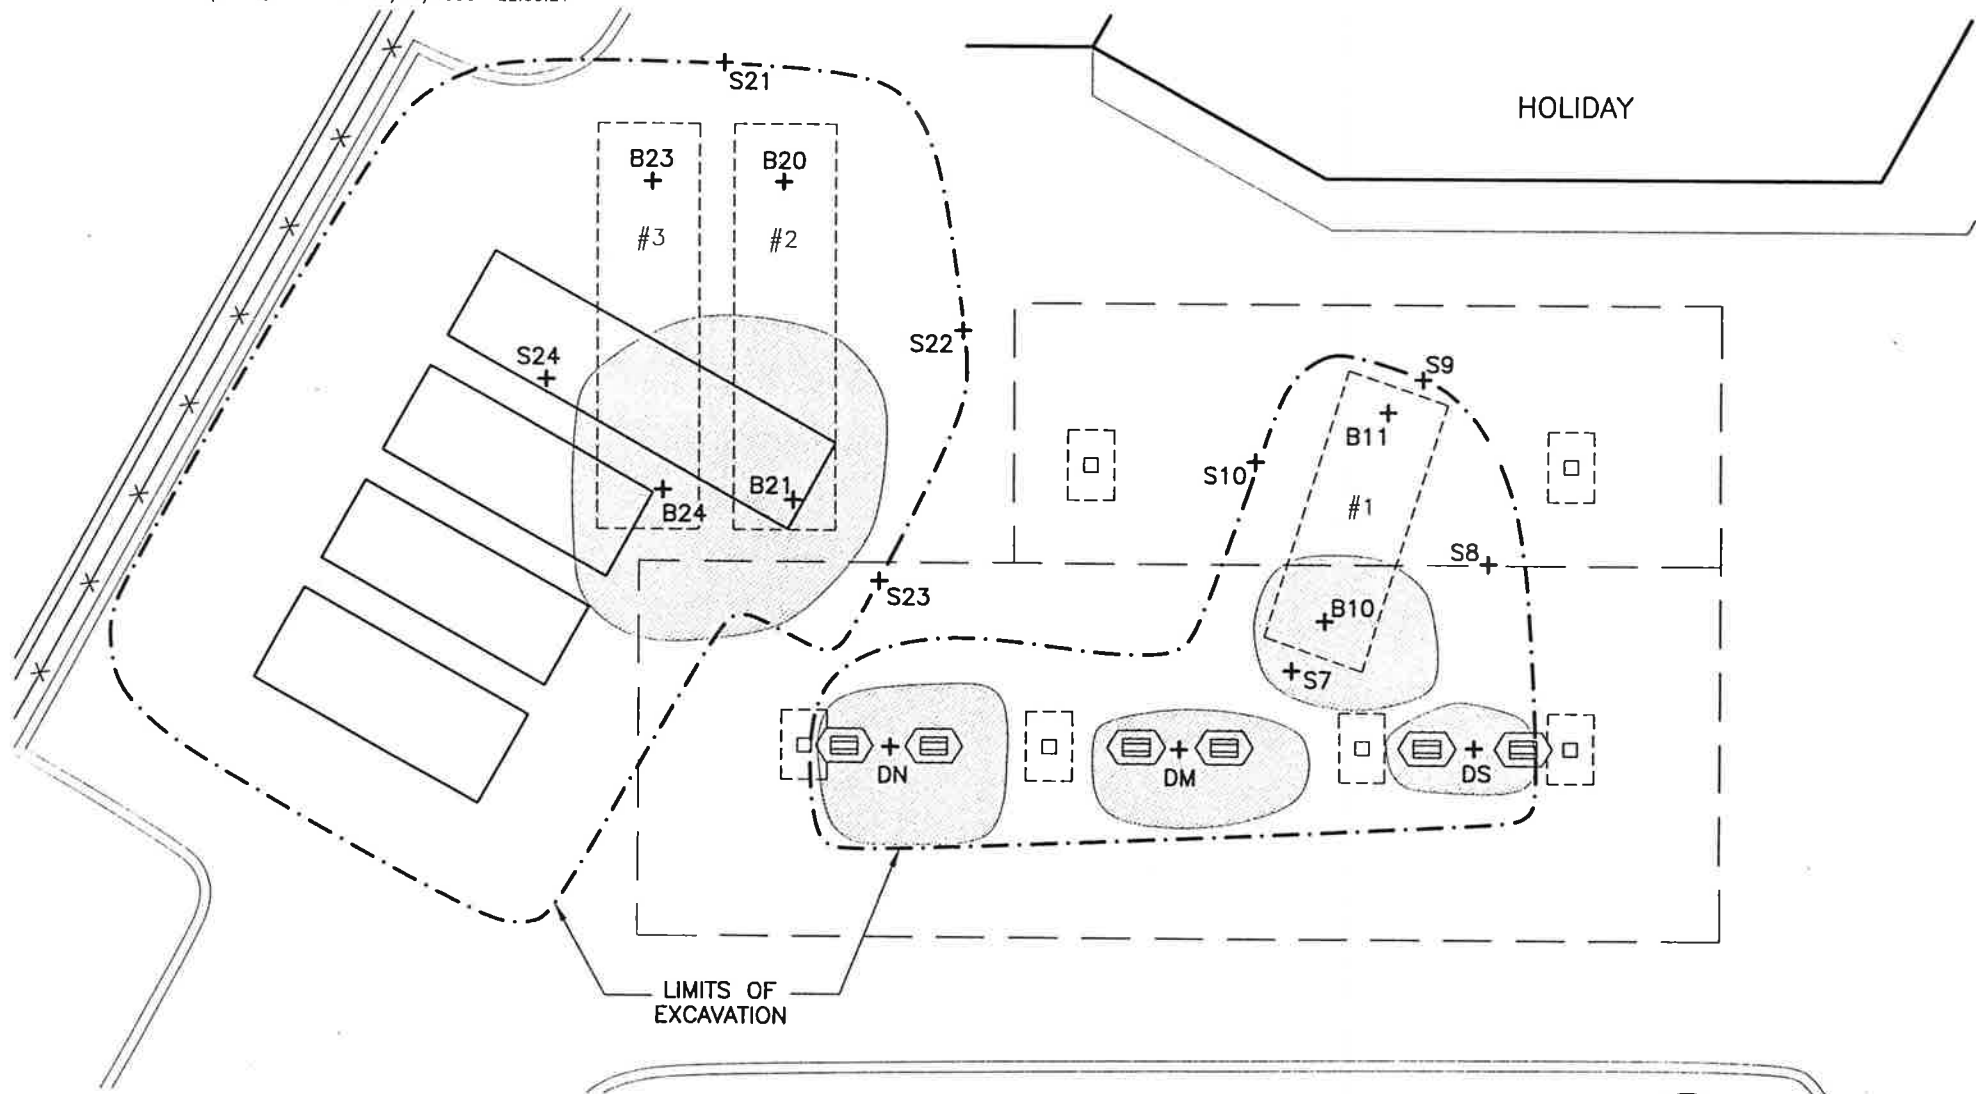 S21
HOLIDAY
B23
B20
#3
#2
S22
S24
S9
B11
S10
B21
B24
#1
S8
S23
B10
S7
DN
DM
DS
LIMITS OF
EXCAVATION